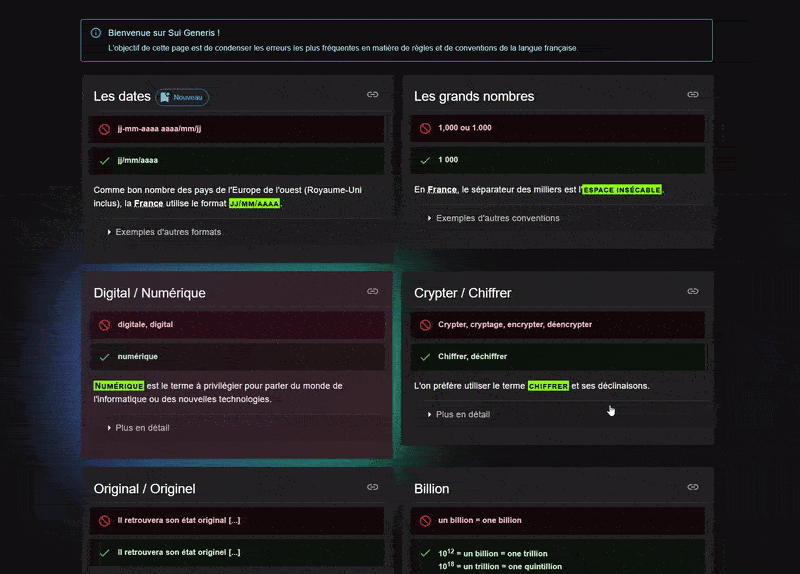 Bienvenue sur Sui Generis !
L'objectif de cette page est de condenser les erreurs les plus fréquentes en matière de règles et de conventions de la langue française.
Les dates
Nouveau
jj-mm-aaaa aaaa/mm/jj
jj/mm/aaaa
Comme bon nombre des pays de l'Europe de l'ouest (Royaume-Uni
inclus), la France utilise le format JJ/MM/AAAA.
Exemples d'autres formats
Les grands nombres
1,000 ou 1.000
1 000
En France, le séparateur des milliers est l'ESPACE INSÉCABLE.
Exemples d'autres conventions
Digital / Numérique
digitale, digital
numérique
NUMÉRIQUE est le terme à privilégier pour parler du monde de
l'informatique ou des nouvelles technologies.
Plus en détail
Crypter / Chiffrer
Crypter, cryptage, encrypter, déencrypter
Chiffrer, déchiffrer
L'on préfère utiliser le terme CHIFFRER et ses déclinaisons.
Plus en détail
Original / Originel
Il retrouvera son état original [...]
Il retrouvera son état originel [...]
Billion
un billion = one billion
10¹² = un billion = one trillion
10¹⁸ = un trillion = one quintillion